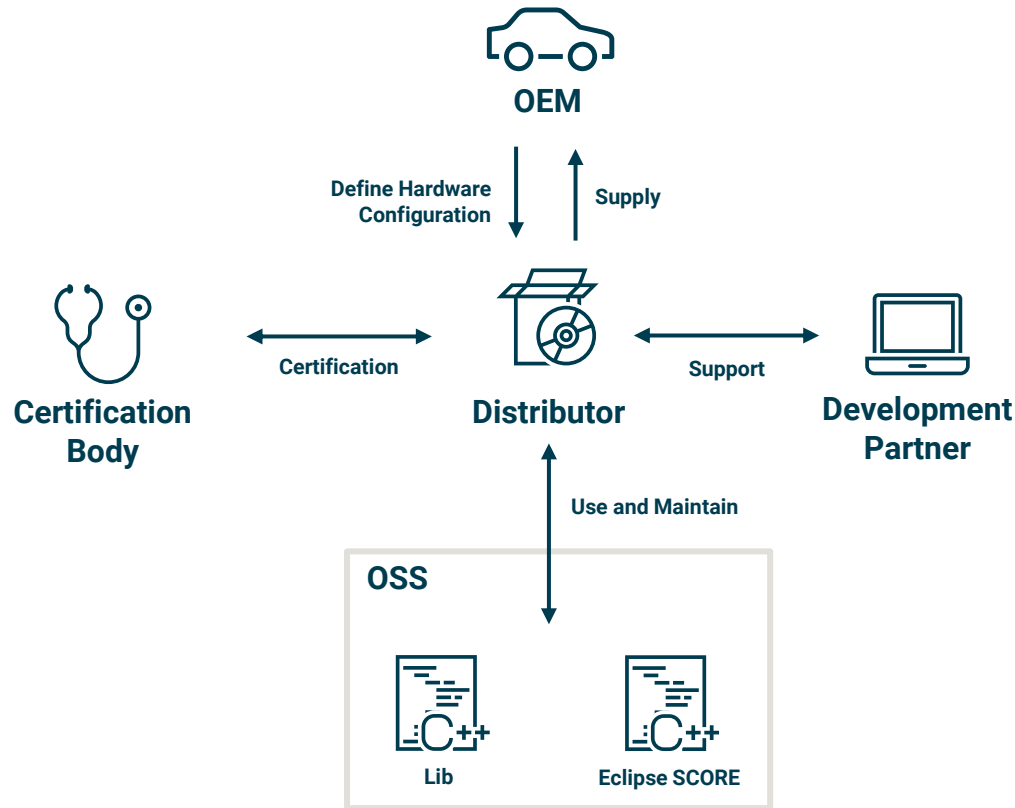 OEM
Define Hardware
Configuration
Supply
Certification
Support
Certification
Body
Distributor
Development
Partner
Use and Maintain
OSS
C++
C++
Lib
Eclipse SCORE